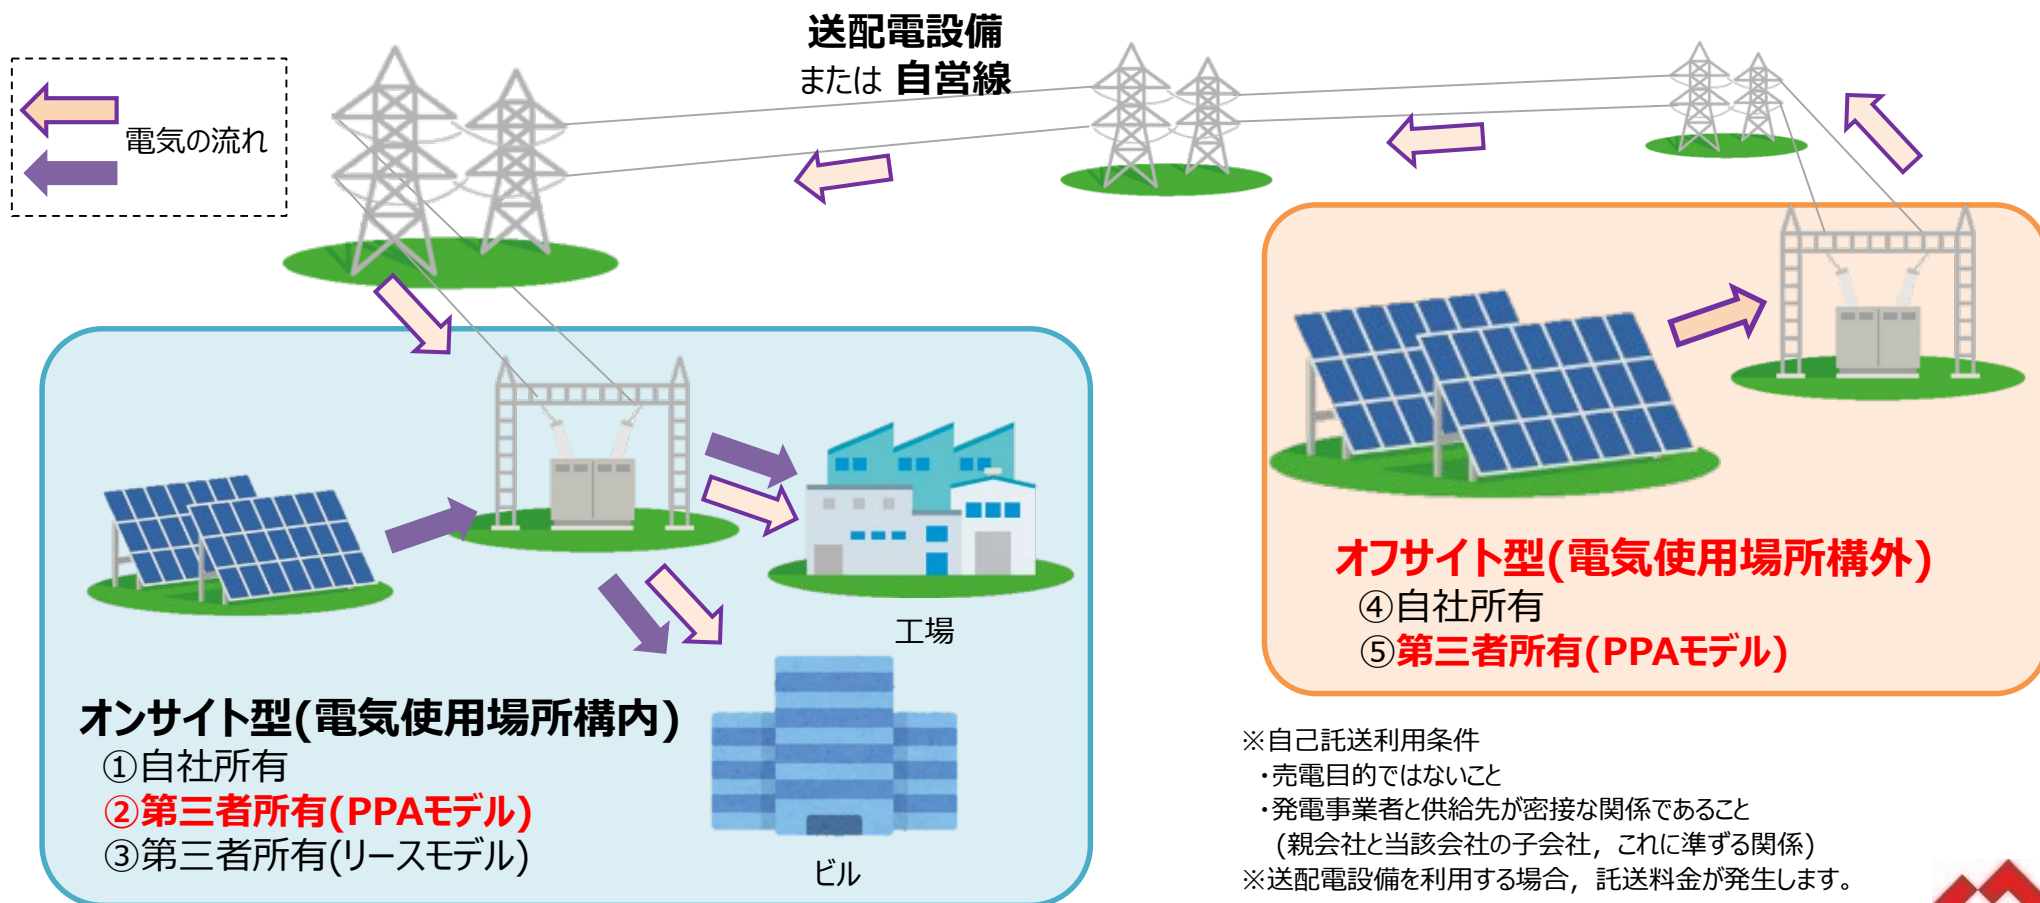 送配電設備
または 自営線
電気の流れ
工場
ビル
オンサイト型(電気使用場所構内)
①自社所有
②第三者所有(PPAモデル)
③第三者所有(リースモデル)
オフサイト型(電気使用場所構外)
④自社所有
⑤第三者所有(PPAモデル)
※自己託送利用条件
・売電目的ではないこと
・発電事業者と供給先が密接な関係であること
(親会社と当該会社の子会社，これに準ずる関係)
※送配電設備を利用する場合，託送料金が発生します。